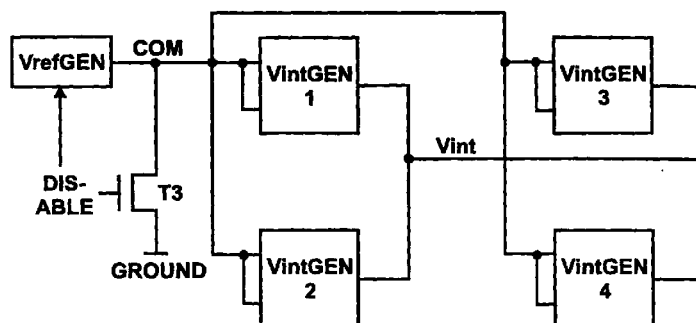 COM
VrefGEN
VintGEN
1
VintGEN
3
Vint
DIS-
ABLE
T3
GROUND
VintGEN
2
VintGEN
4